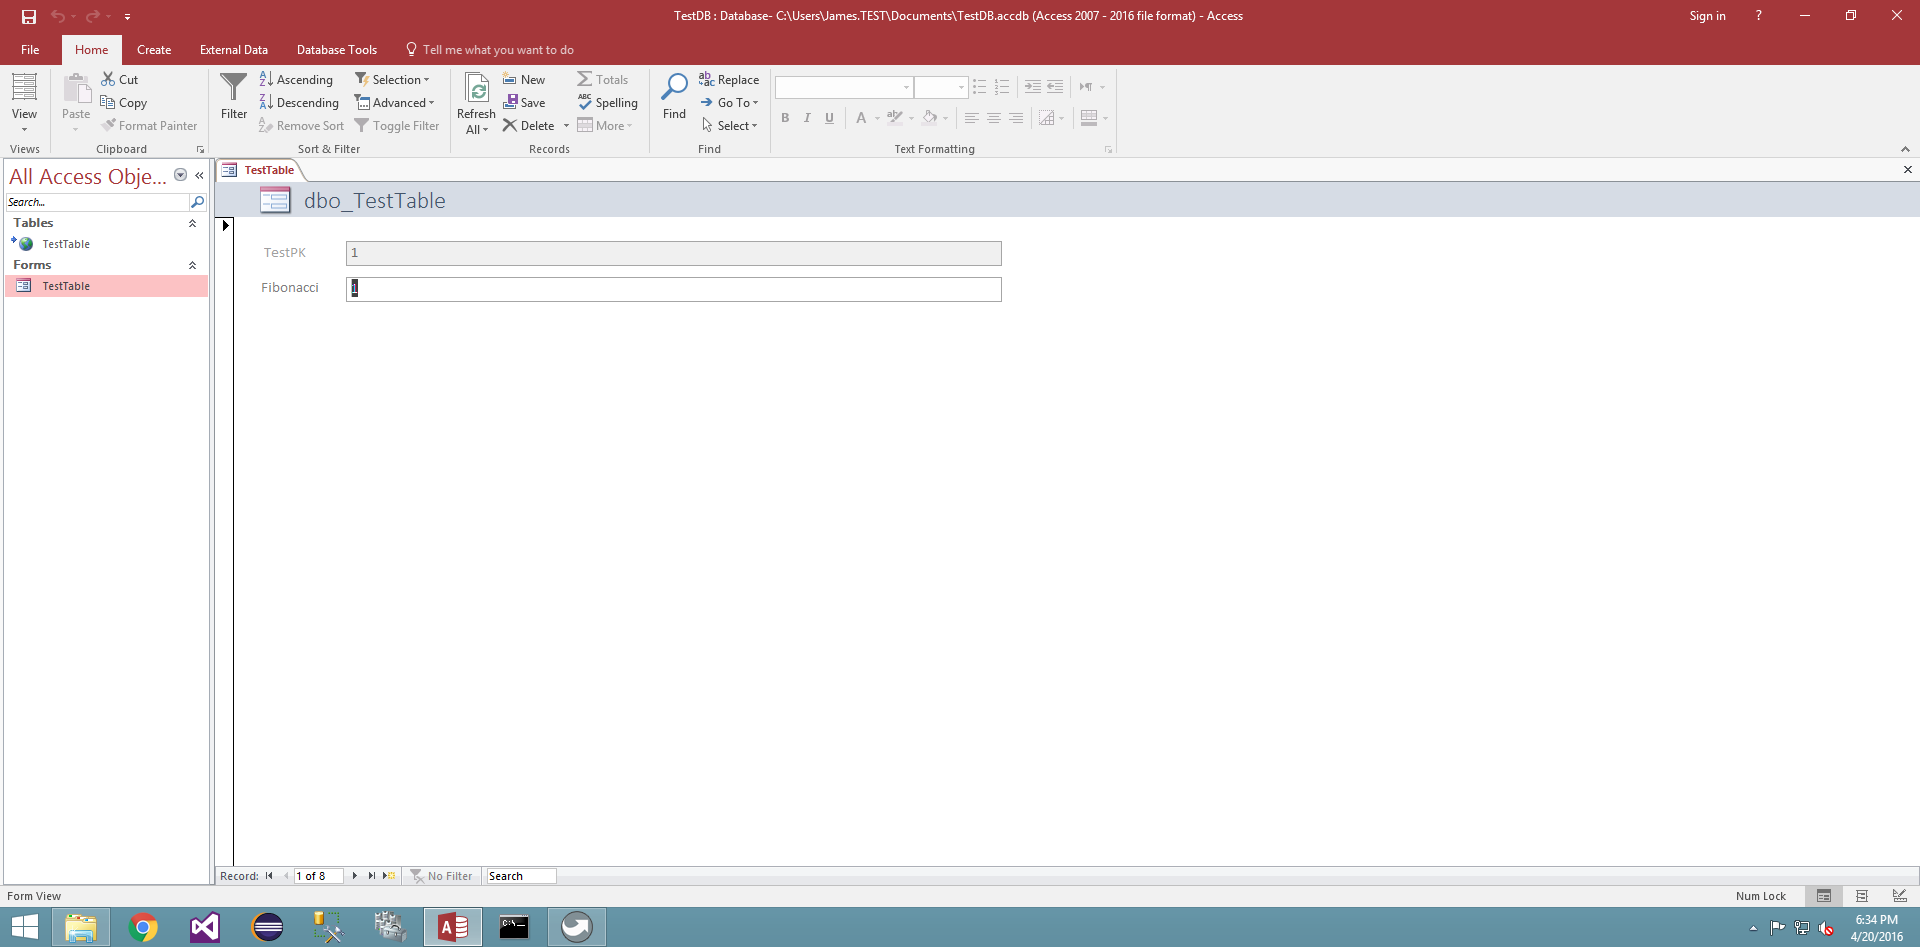 TestDB : Database- C:\Users\James.TEST\Documents\TestDB.accdb (Access 2007 - 2016 file format) - Access
Sign in ?
File Home Create External Data Database Tools Tell me what you want to do
View
Views
Paste
Cut
Copy
Format Painter
Clipboard
Filter
Ascending
Descending
Remove Sort
Selection
Advanced
Toggle Filter
Sort & Filter
Refresh
All
New
Save
Delete
Totals
Spelling
More
Records
Find
Replace
Go To
Select
Find
B I U A
Text Formatting
All Access Obje...
Search...
Tables
TestTable
Forms
TestTable
TestTable
dbo_TestTable
TestPK 1
Fibonacci 1
Record: 1 of 8 No Filter Search
Form View
Num Lock
6:34 PM
4/20/2016